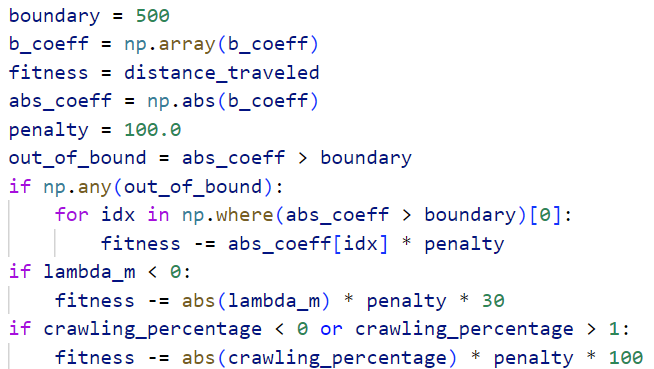 boundary = 500
b_coeff = np.array(b_coeff)
fitness = distance_traveled
abs_coeff = np.abs(b_coeff)
penalty = 100.0
out_of_bound = abs_coeff > boundary
if np.any(out_of_bound):
    for idx in np.where(abs_coeff > boundary)[0]:
        fitness -= abs_coeff[idx] * penalty
if lambda_m < 0:
    fitness -= abs(lambda_m) * penalty * 30
if crawling_percentage < 0 or crawling_percentage > 1:
    fitness -= abs(crawling_percentage) * penalty * 100